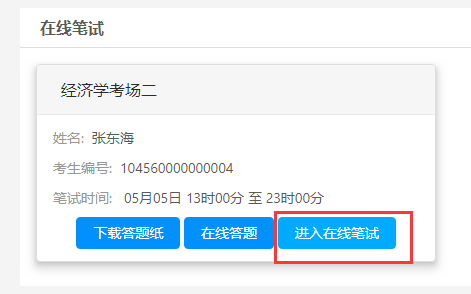 在线笔试
经济学考场二
姓名: 张东海
考生编号: 104560000000004
笔试时间: 05月05日 13时00分 至 23时00分
下载答题纸 在线答题 进入在线笔试